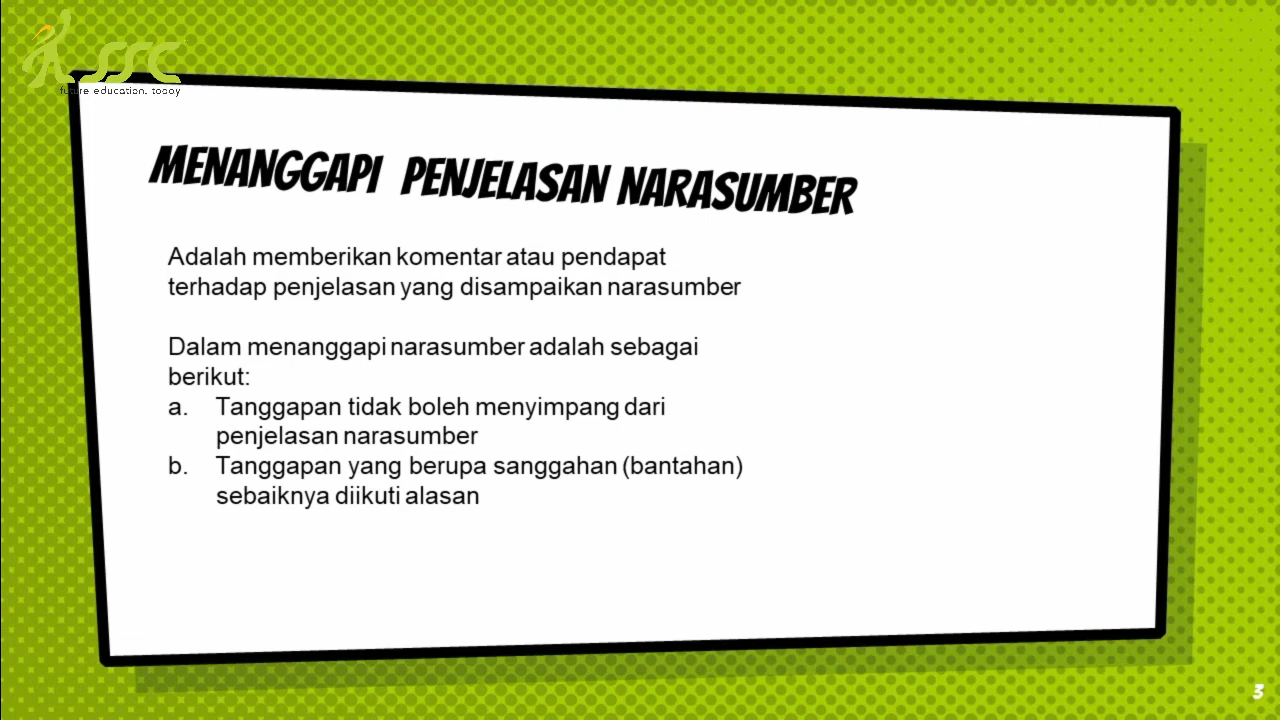 SSC
future education. today
MENANGGAPI PENJELASAN NARASUMBER
Adalah memberikan komentar atau pendapat
terhadap penjelasan yang disampaikan narasumber
Dalam menanggapi narasumber adalah sebagai
berikut:
a. Tanggapan tidak boleh menyimpang dari
penjelasan narasumber
b. Tanggapan yang berupa sanggahan (bantahan)
sebaiknya diikuti alasan
3